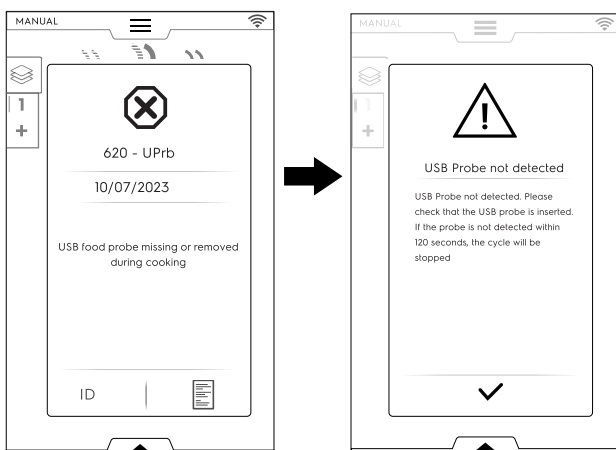 MANUAL
1
+
620 - UPrb
10/07/2023
USB food probe missing or removed
during cooking
ID
MANUAL
1
+
USB Probe not detected
USB Probe not detected. Please
check that the USB probe is inserted.
If the probe is not detected within
120 seconds, the cycle will be
stopped